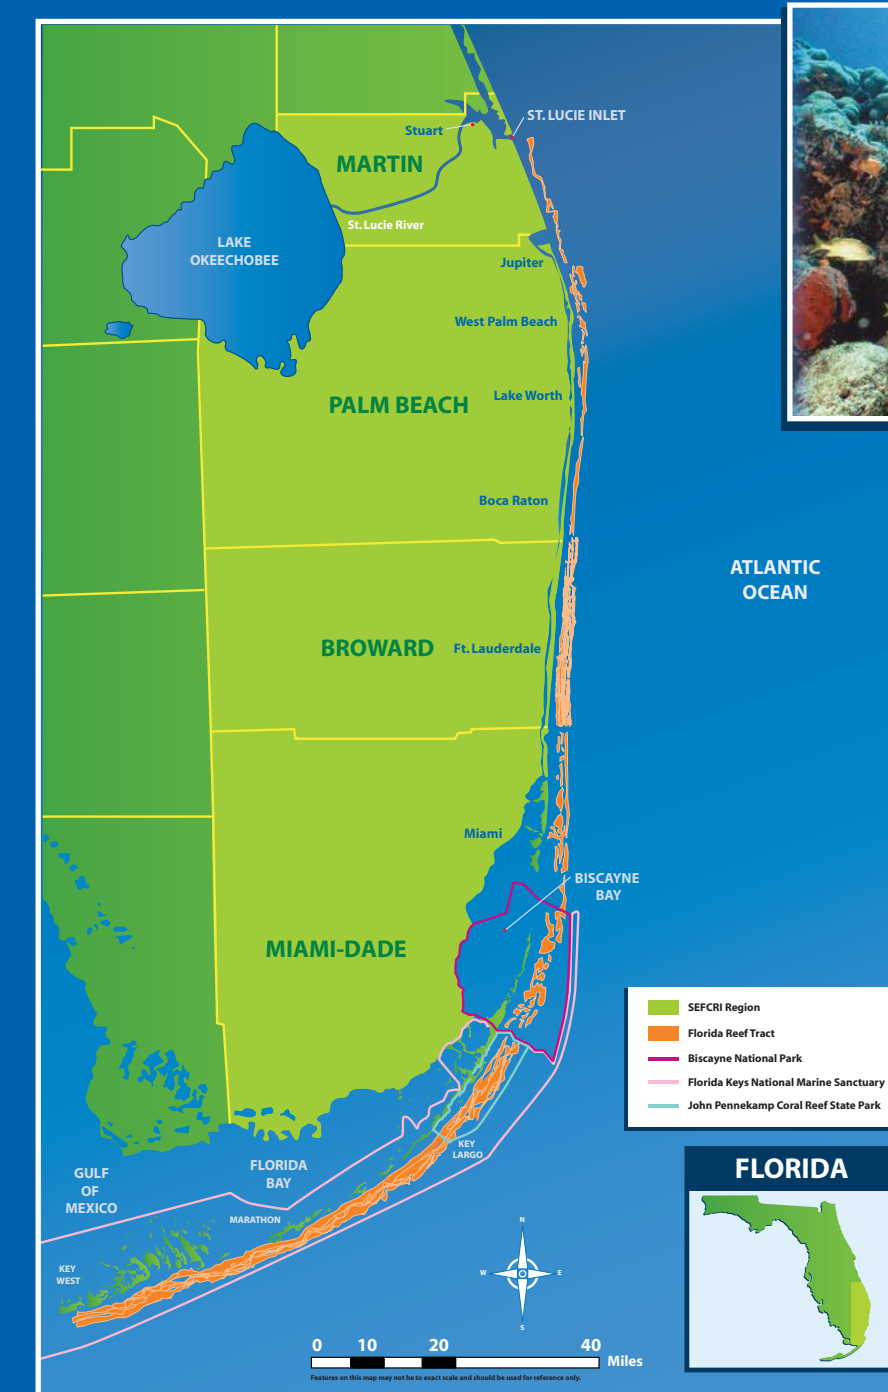 ST. LUCIE INLET
Stuart
MARTIN
St. Lucie River
LAKE
OKEECHOBEE
Jupiter
West Palm Beach
PALM BEACH
Lake Worth
Boca Raton
ATLANTIC
OCEAN
BROWARD
Ft. Lauderdale
Miami
BISCAYNE
BAY
MIAMI-DADE
SEFCRI Region
Florida Reef Tract
Biscayne National Park
Florida Keys National Marine Sanctuary
John Pennekamp Coral Reef State Park
KEY
LARGO
FLORIDA
BAY
GULF
OF
MEXICO
MARATHON
KEY
WEST
FLORIDA
N
W
E
S
0 10 20 40
Miles
Features on this map may not be to exact scale and should be used for reference only.